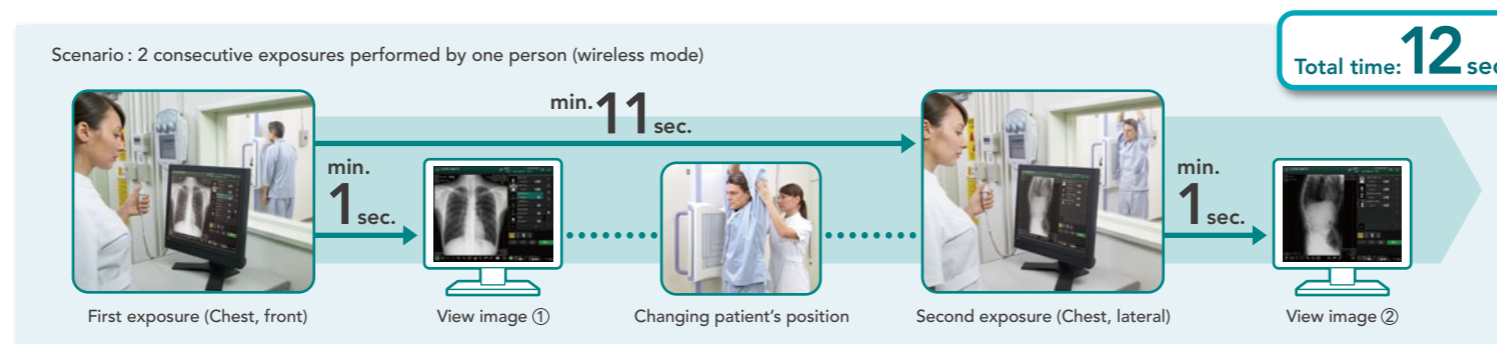 Scenario : 2 consecutive exposures performed by one person (wireless mode)
Total time: 12 sec
min. 11 sec.
min.
1 sec.
min.
1 sec.
First exposure (Chest, front)
View image ①
Changing patient's position
Second exposure (Chest, lateral)
View image ②